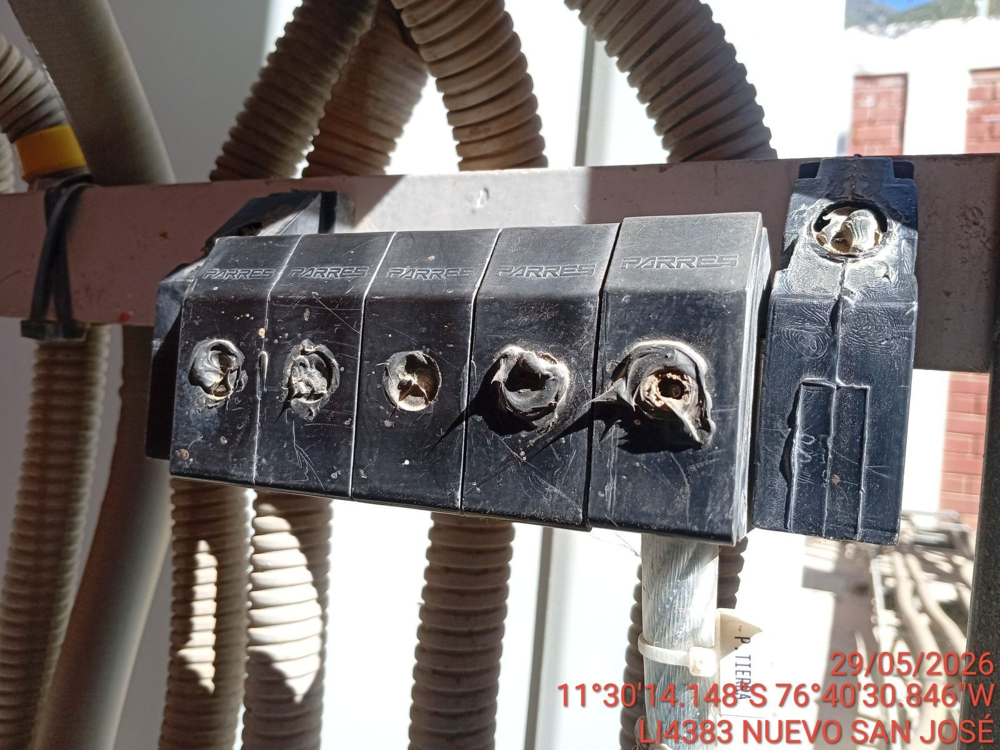 PARRES PARRES PARRES PARRES PARRES
P.TIERRA
29/05/2026
11°30'14.148"S 76°40'30.846"W
LI4383 NUEVO SAN JOSÉ